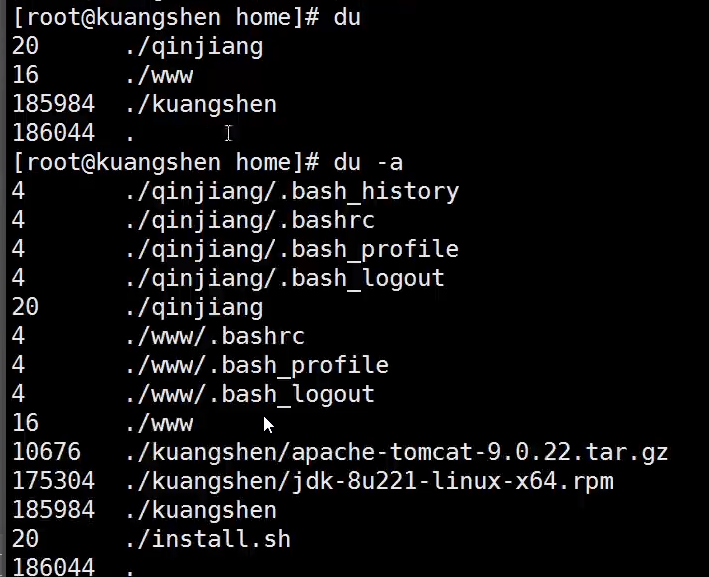 [root@kuangshen home]# du
20      ./qinjiang
16      ./www
185984  ./kuangshen
186044  .
[root@kuangshen home]# du -a
4       ./qinjiang/.bash_history
4       ./qinjiang/.bashrc
4       ./qinjiang/.bash_profile
4       ./qinjiang/.bash_logout
20      ./qinjiang
4       ./www/.bashrc
4       ./www/.bash_profile
4       ./www/.bash_logout
16      ./www
10676   ./kuangshen/apache-tomcat-9.0.22.tar.gz
175304  ./kuangshen/jdk-8u221-linux-x64.rpm
185984  ./kuangshen
20      ./install.sh
186044  .